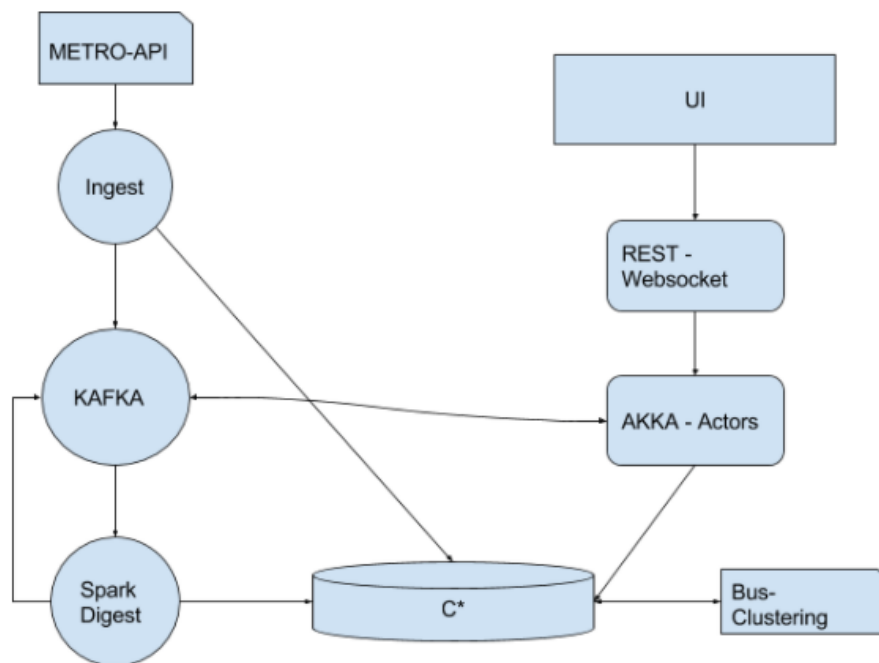 METRO-API
UI
Ingest
REST -
Websocket
KAFKA
AKKA - Actors
Spark
Digest
C*
Bus-
Clustering